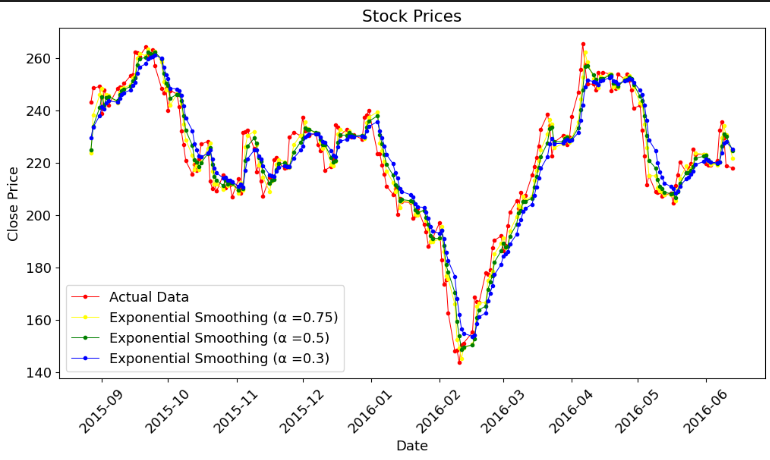 Stock Prices
Close Price
260
240
220
200
180
160
140
Actual Data
Exponential Smoothing (α =0.75)
Exponential Smoothing (α =0.5)
Exponential Smoothing (α =0.3)
2015-09
2015-10
2015-11
2015-12
2016-01
2016-02
2016-03
2016-04
2016-05
2016-06
Date